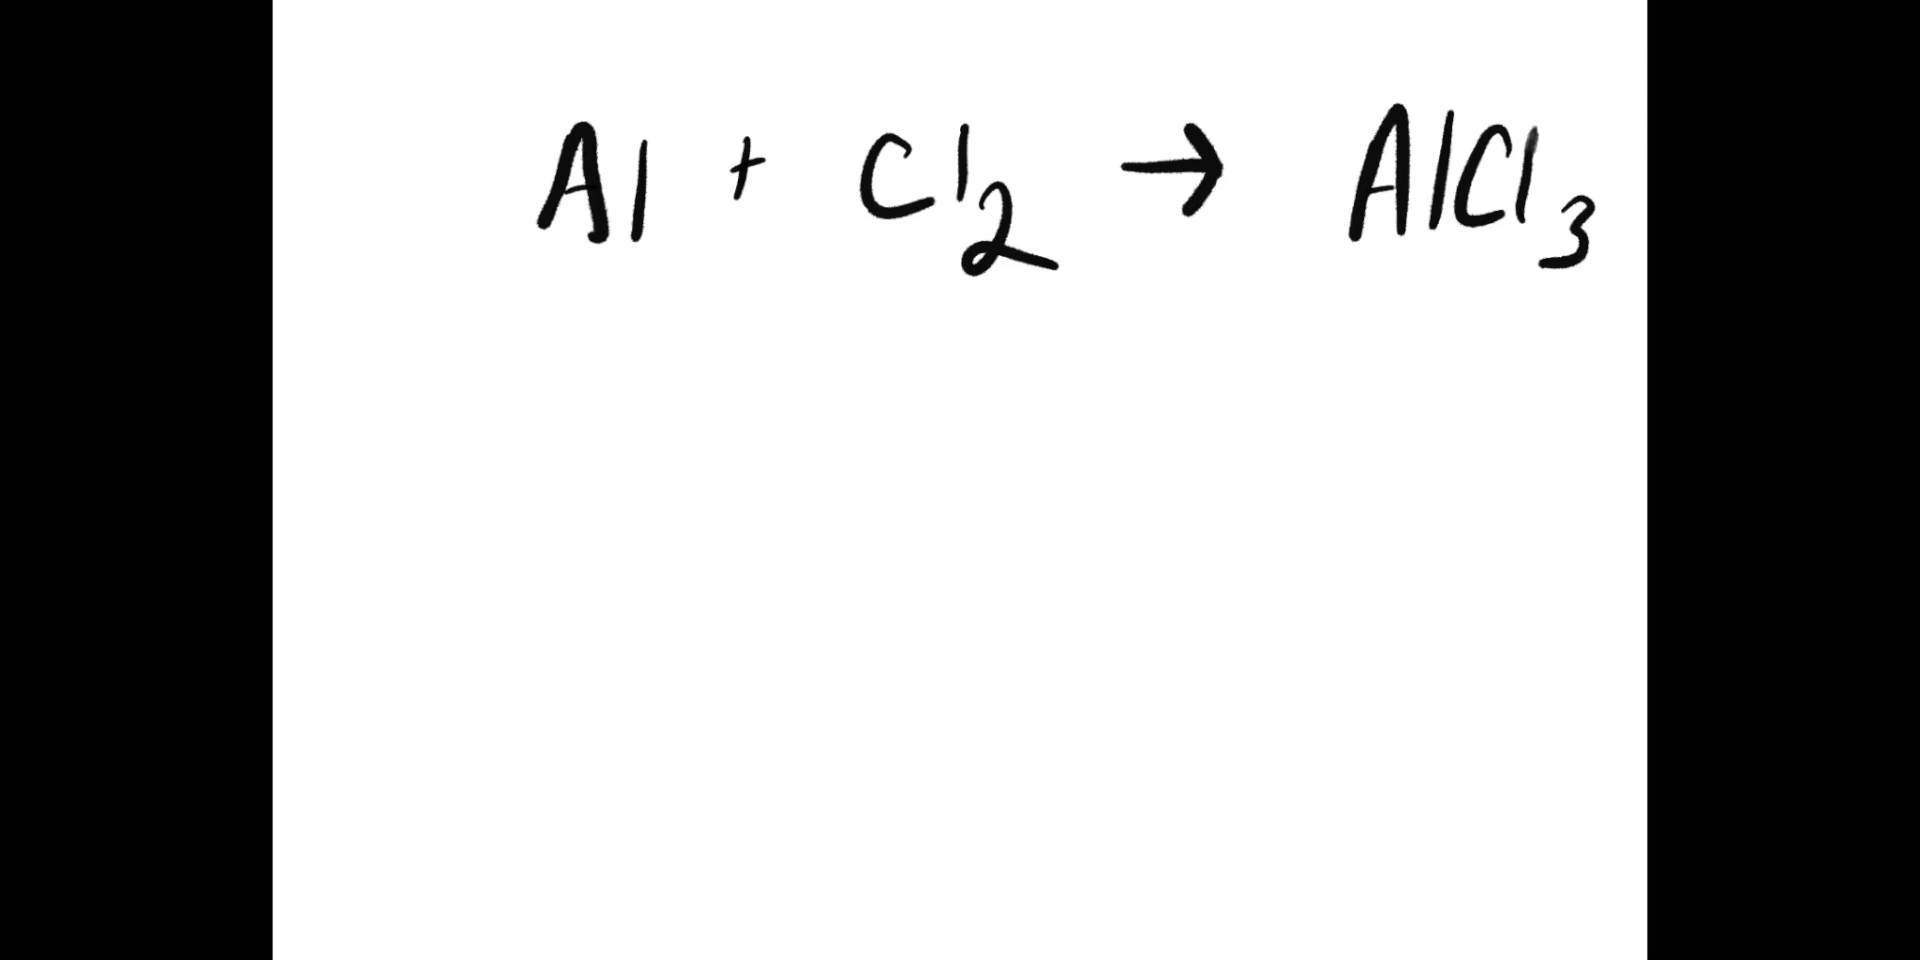 Al + Cl₂ → AlCl₃